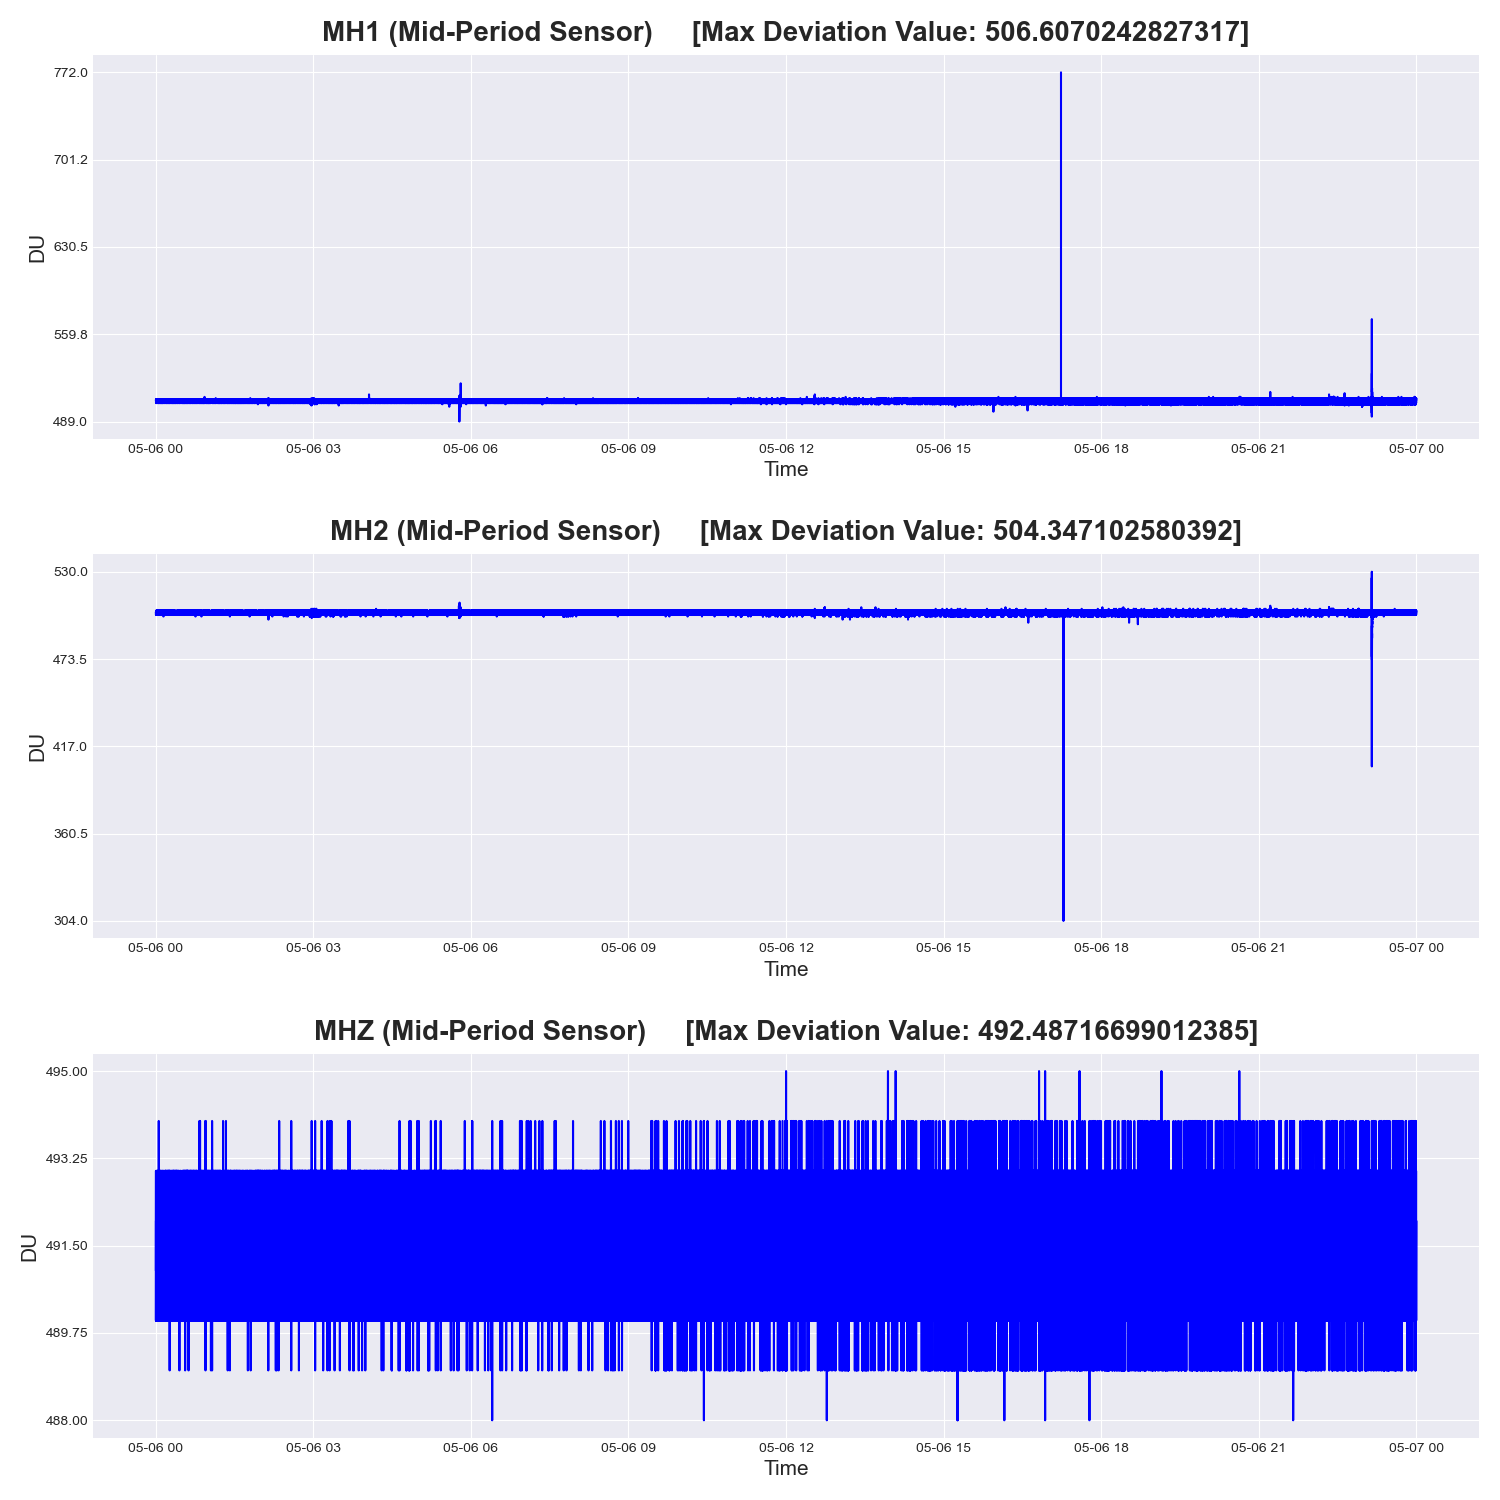 MH1 (Mid-Period Sensor) [Max Deviation Value: 506.6070242827317]
772.0
701.2
630.5
559.8
489.0
DU
05-06 00 05-06 03 05-06 06 05-06 09 05-06 12 05-06 15 05-06 18 05-06 21 05-07 00
Time
MH2 (Mid-Period Sensor) [Max Deviation Value: 504.347102580392]
530.0
473.5
417.0
360.5
304.0
DU
05-06 00 05-06 03 05-06 06 05-06 09 05-06 12 05-06 15 05-06 18 05-06 21 05-07 00
Time
MHZ (Mid-Period Sensor) [Max Deviation Value: 492.48716699012385]
495.00
493.25
491.50
489.75
488.00
DU
05-06 00 05-06 03 05-06 06 05-06 09 05-06 12 05-06 15 05-06 18 05-06 21 05-07 00
Time